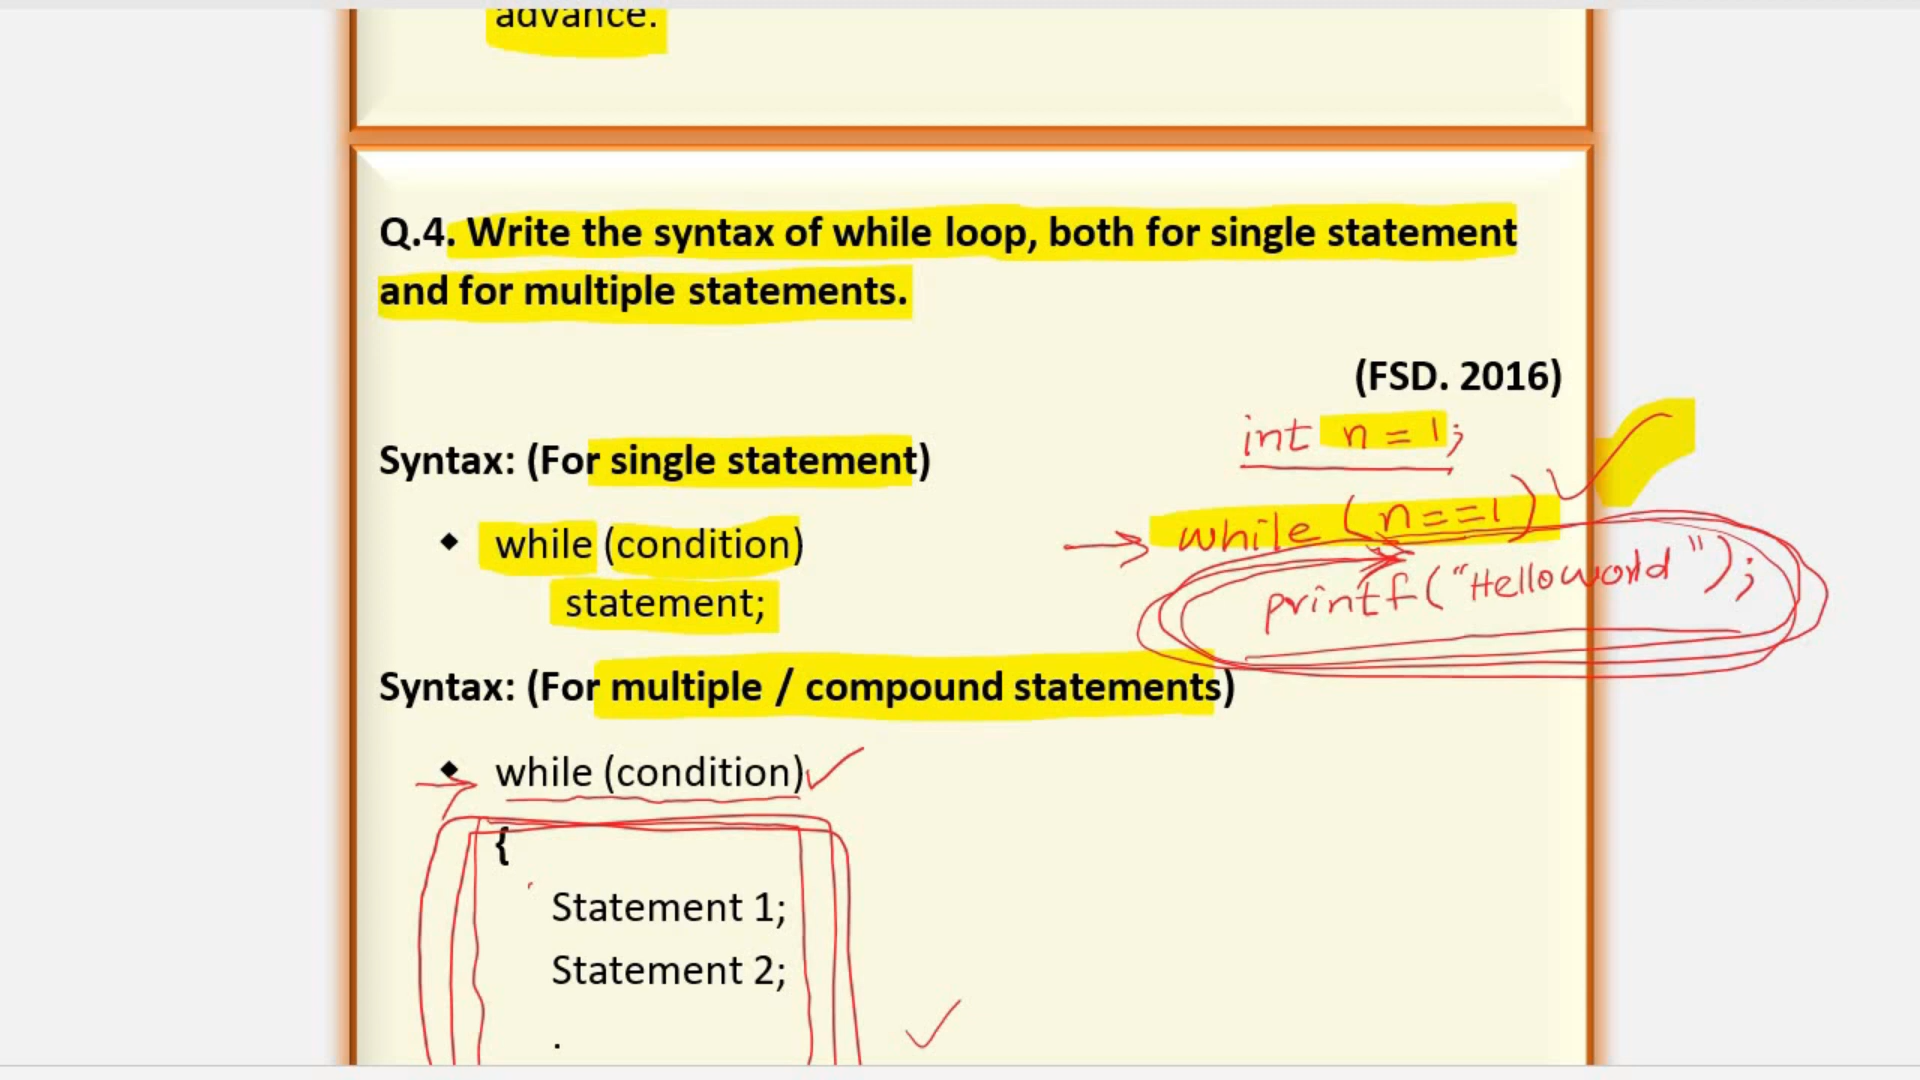 advance.
Q.4. Write the syntax of while loop, both for single statement
and for multiple statements.
(FSD. 2016)
int n = 1;
Syntax: (For single statement)
while (n==1)
while (condition)
printf("Helloworld");
statement;
Syntax: (For multiple / compound statements)
while (condition)
{
Statement 1;
Statement 2;
.